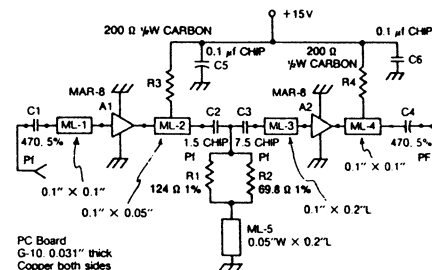 +15V
200 Ω ¼W CARBON
0.1 µf CHIP
C5
200 Ω
¼W CARBON
0.1 µf CHIP
C6
R3
R4
MAR-8
MAR-8
C1
A1
C2
C3
A2
C4
ML-1
ML-2
ML-3
ML-4
470. 5%
Pf
1.5 CHIP
Pf
7.5 CHIP
Pf
470. 5%
PF
R1
124 Ω 1%
R2
69.8 Ω 1%
0.1" × 0.1"
0.1" × 0.05"
0.1" × 0.2"L
0.1" × 0.1"
ML-5
0.05"W × 0.2"L
PC Board
G-10. 0.031" thick
Copper both sides